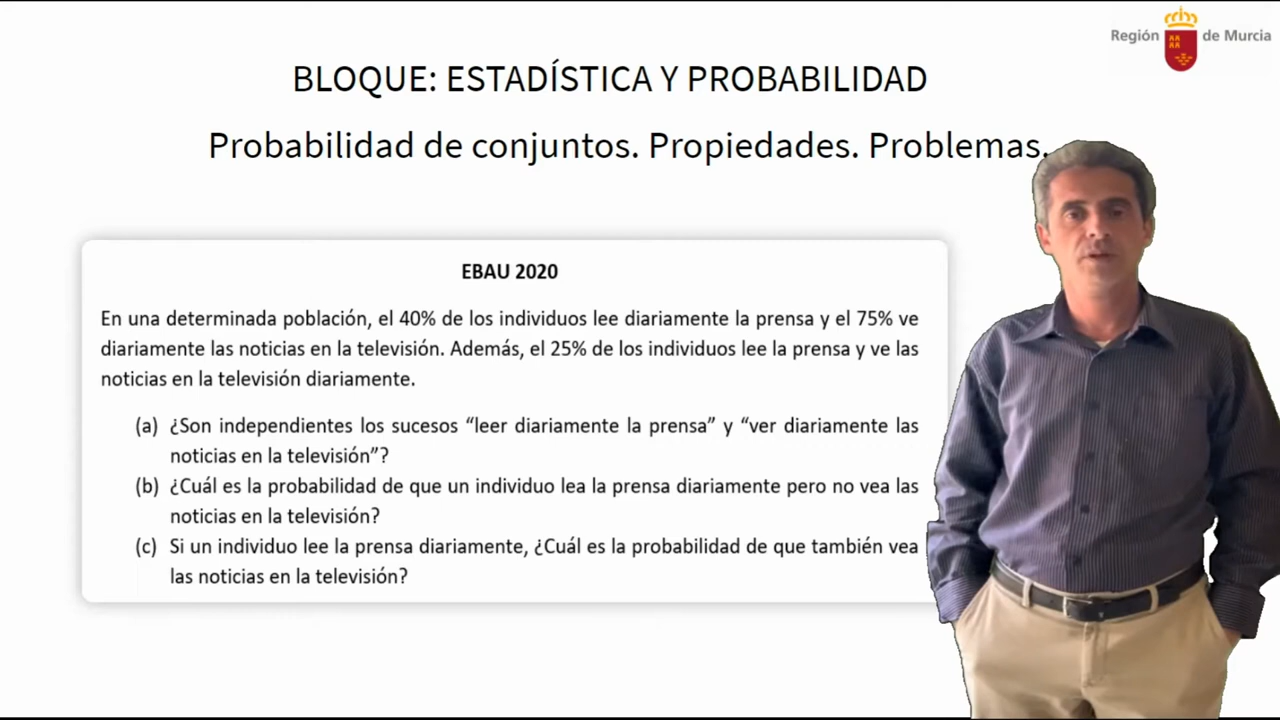 Región de Murcia
BLOQUE: ESTADÍSTICA Y PROBABILIDAD
Probabilidad de conjuntos. Propiedades. Problemas.
EBAU 2020
En una determinada población, el 40% de los individuos lee diariamente la prensa y el 75% ve
diariamente las noticias en la televisión. Además, el 25% de los individuos lee la prensa y ve las
noticias en la televisión diariamente.
(a) ¿Son independientes los sucesos “leer diariamente la prensa” y “ver diariamente las
noticias en la televisión”?
(b) ¿Cuál es la probabilidad de que un individuo lea la prensa diariamente pero no vea las
noticias en la televisión?
(c) Si un individuo lee la prensa diariamente, ¿Cuál es la probabilidad de que también vea
las noticias en la televisión?